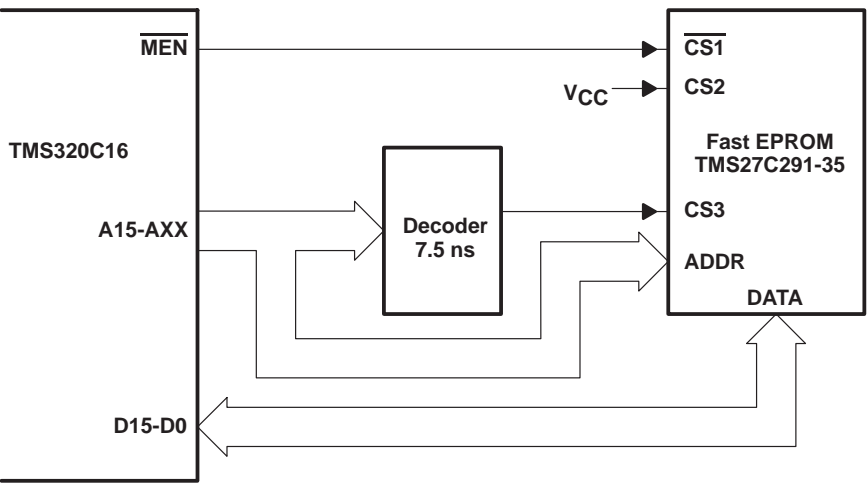 MEN
CS1
VCC
CS2
TMS320C16
Fast EPROM
TMS27C291-35
A15-AXX
Decoder
7.5 ns
CS3
ADDR
DATA
D15-D0